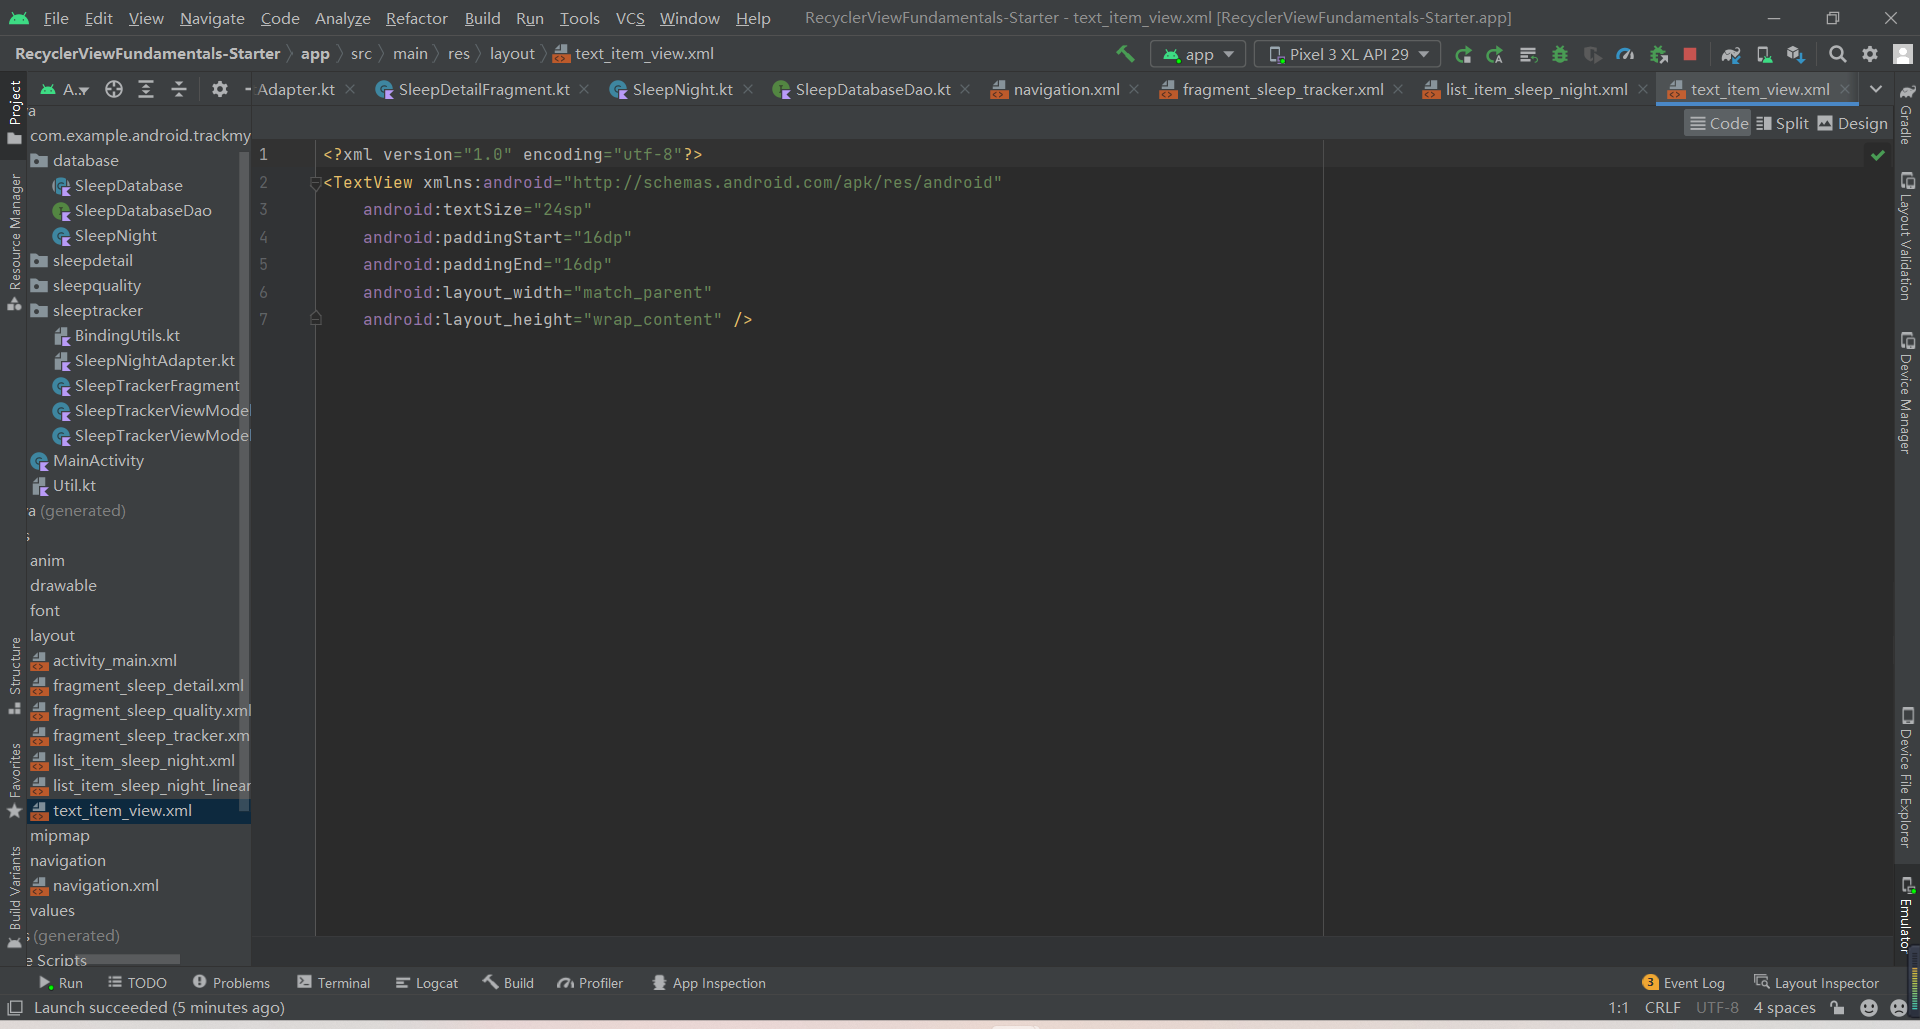 File Edit View Navigate Code Analyze Refactor Build Run Tools VCS Window Help RecyclerViewFundamentals-Starter - text_item_view.xml [RecyclerViewFundamentals-Starter.app]
RecyclerViewFundamentals-Starter app src main res layout text_item_view.xml app Pixel 3 XL API 29
A.. Adapter.kt SleepDetailFragment.kt SleepNight.kt SleepDatabaseDao.kt navigation.xml fragment_sleep_tracker.xml list_item_sleep_night.xml text_item_view.xml
Code Split Design
Project
Resource Manager
Structure
Favorites
Build Variants
a
com.example.android.trackmy
database
SleepDatabase
SleepDatabaseDao
SleepNight
sleepdetail
sleepquality
sleeptracker
BindingUtils.kt
SleepNightAdapter.kt
SleepTrackerFragment
SleepTrackerViewModel
SleepTrackerViewModel
MainActivity
Util.kt
a (generated)
s
anim
drawable
font
layout
activity_main.xml
fragment_sleep_detail.xml
fragment_sleep_quality.xml
fragment_sleep_tracker.xm
list_item_sleep_night.xml
list_item_sleep_night_linear
text_item_view.xml
mipmap
navigation
navigation.xml
values
s (generated)
e Scripts
1 <?xml version="1.0" encoding="utf-8"?>
2 <TextView xmlns:android="http://schemas.android.com/apk/res/android"
3 android:textSize="24sp"
4 android:paddingStart="16dp"
5 android:paddingEnd="16dp"
6 android:layout_width="match_parent"
7 android:layout_height="wrap_content" />
Gradle
Layout Validation
Device Manager
Device File Explorer
Emulator
Run TODO Problems Terminal Logcat Build Profiler App Inspection 3 Event Log Layout Inspector
Launch succeeded (5 minutes ago) 1:1 CRLF UTF-8 4 spaces